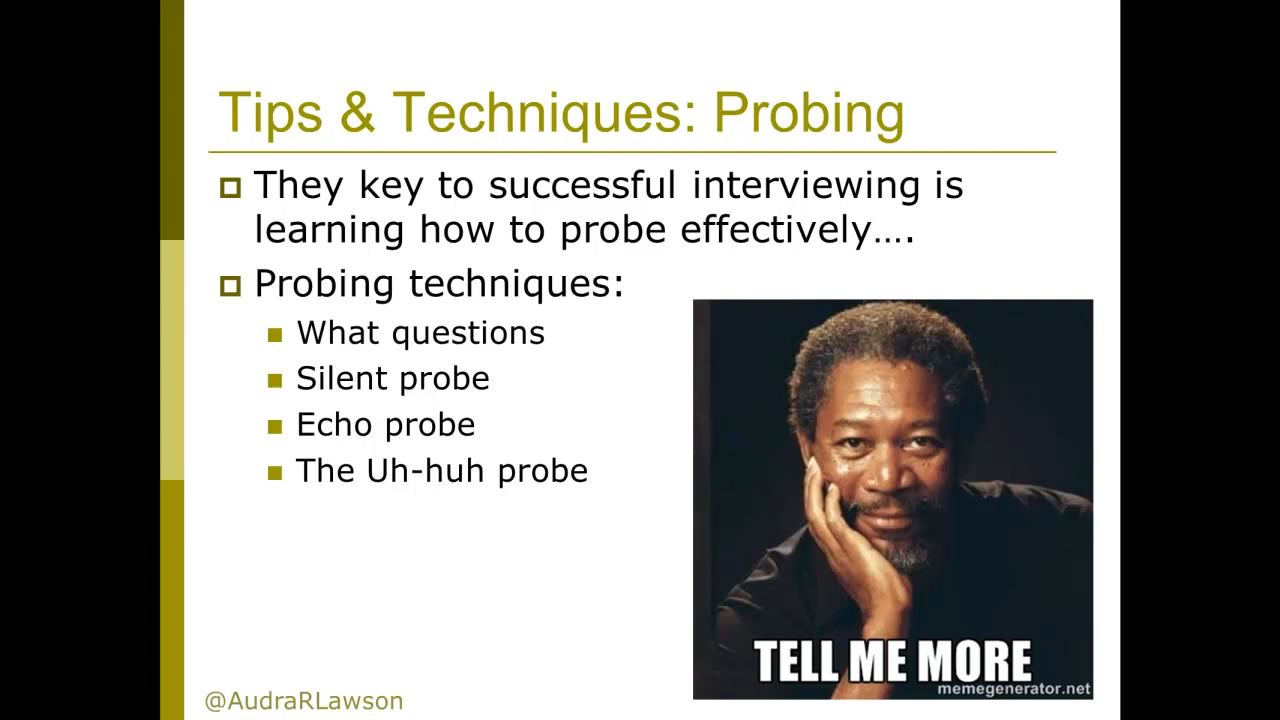 Tips & Techniques: Probing
They key to successful interviewing is
learning how to probe effectively….
Probing techniques:
What questions
Silent probe
Echo probe
The Uh-huh probe
TELL ME MORE
memegenerator.net
@AudraRLawson